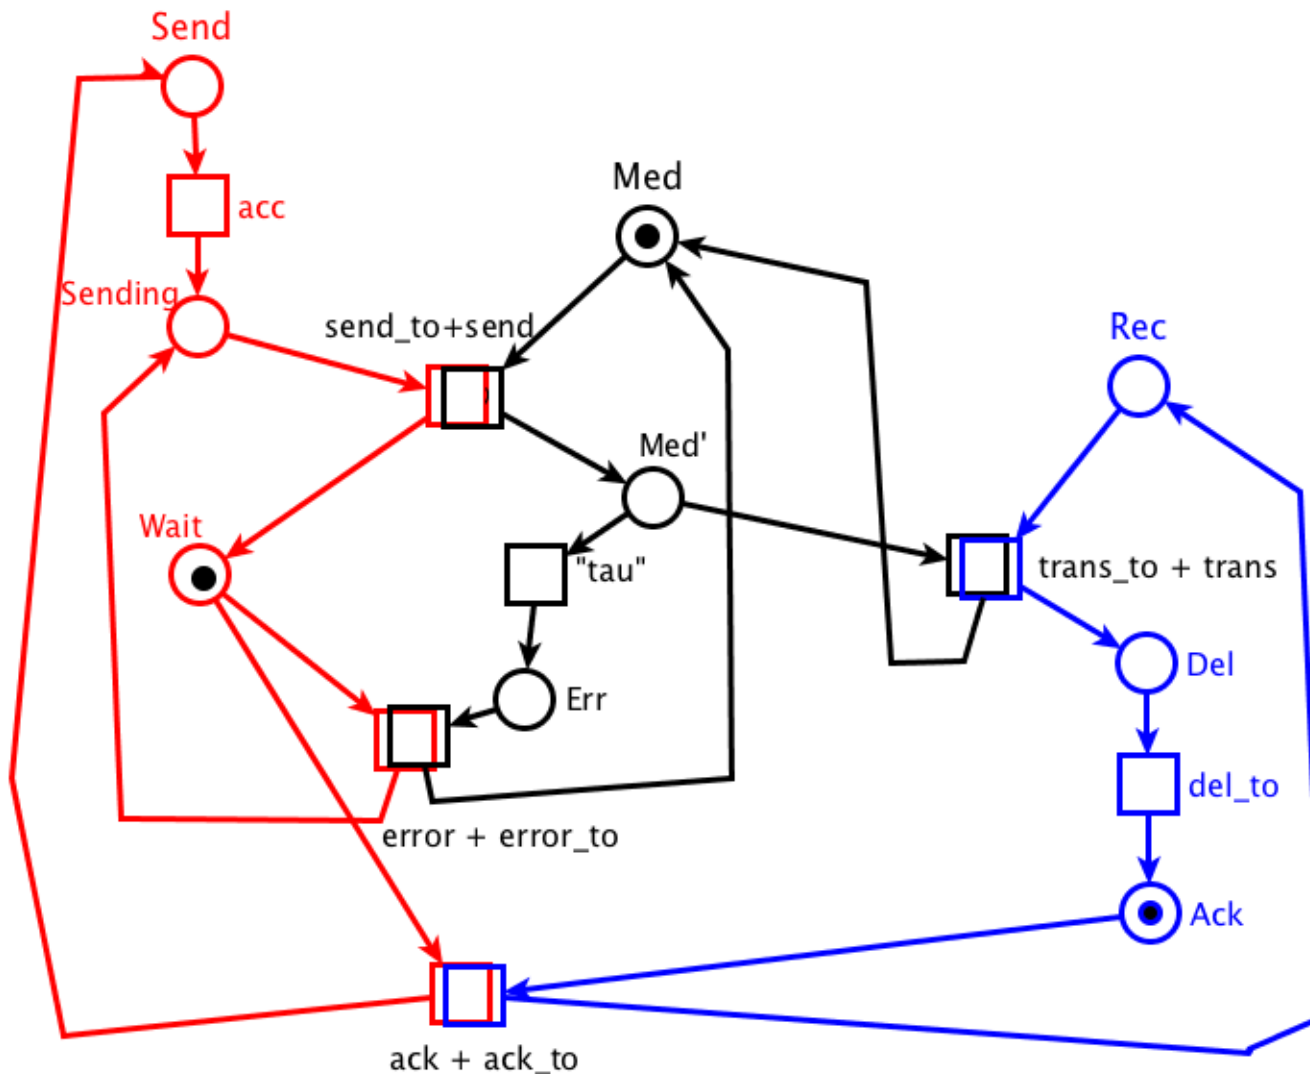 Send
acc
Sending
Med
send_to+send
Rec
Med'
Wait
"tau"
trans_to + trans
Del
Err
del_to
error + error_to
Ack
ack + ack_to